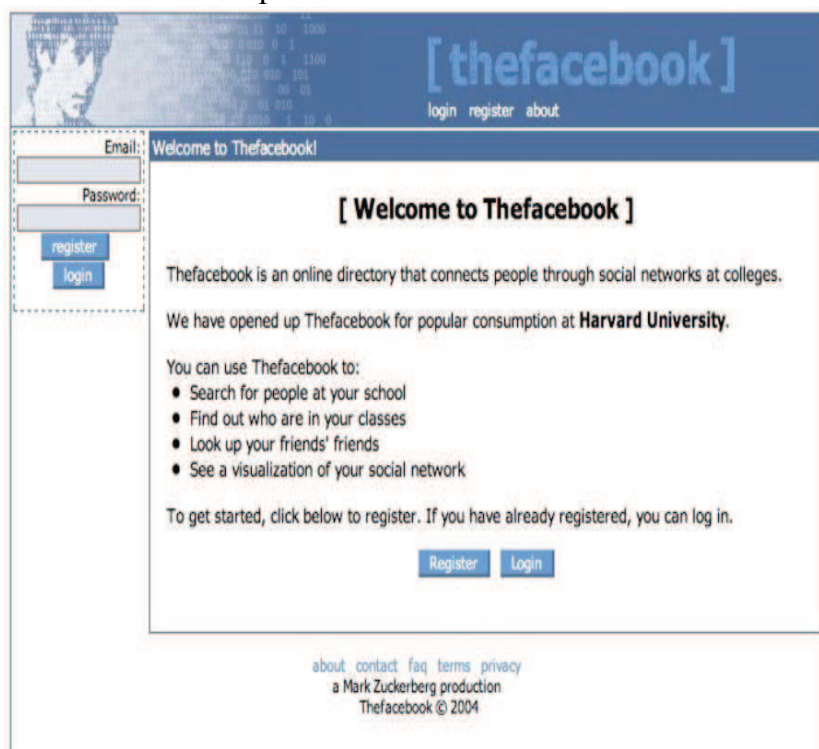 [ thefacebook ]
login register about
Email:
Password:
register
login
Welcome to Thefacebook!
[ Welcome to Thefacebook ]
Thefacebook is an online directory that connects people through social networks at colleges.
We have opened up Thefacebook for popular consumption at Harvard University.
You can use Thefacebook to:
● Search for people at your school
● Find out who are in your classes
● Look up your friends' friends
● See a visualization of your social network
To get started, click below to register. If you have already registered, you can log in.
Register Login
about contact faq terms privacy
a Mark Zuckerberg production
Thefacebook © 2004